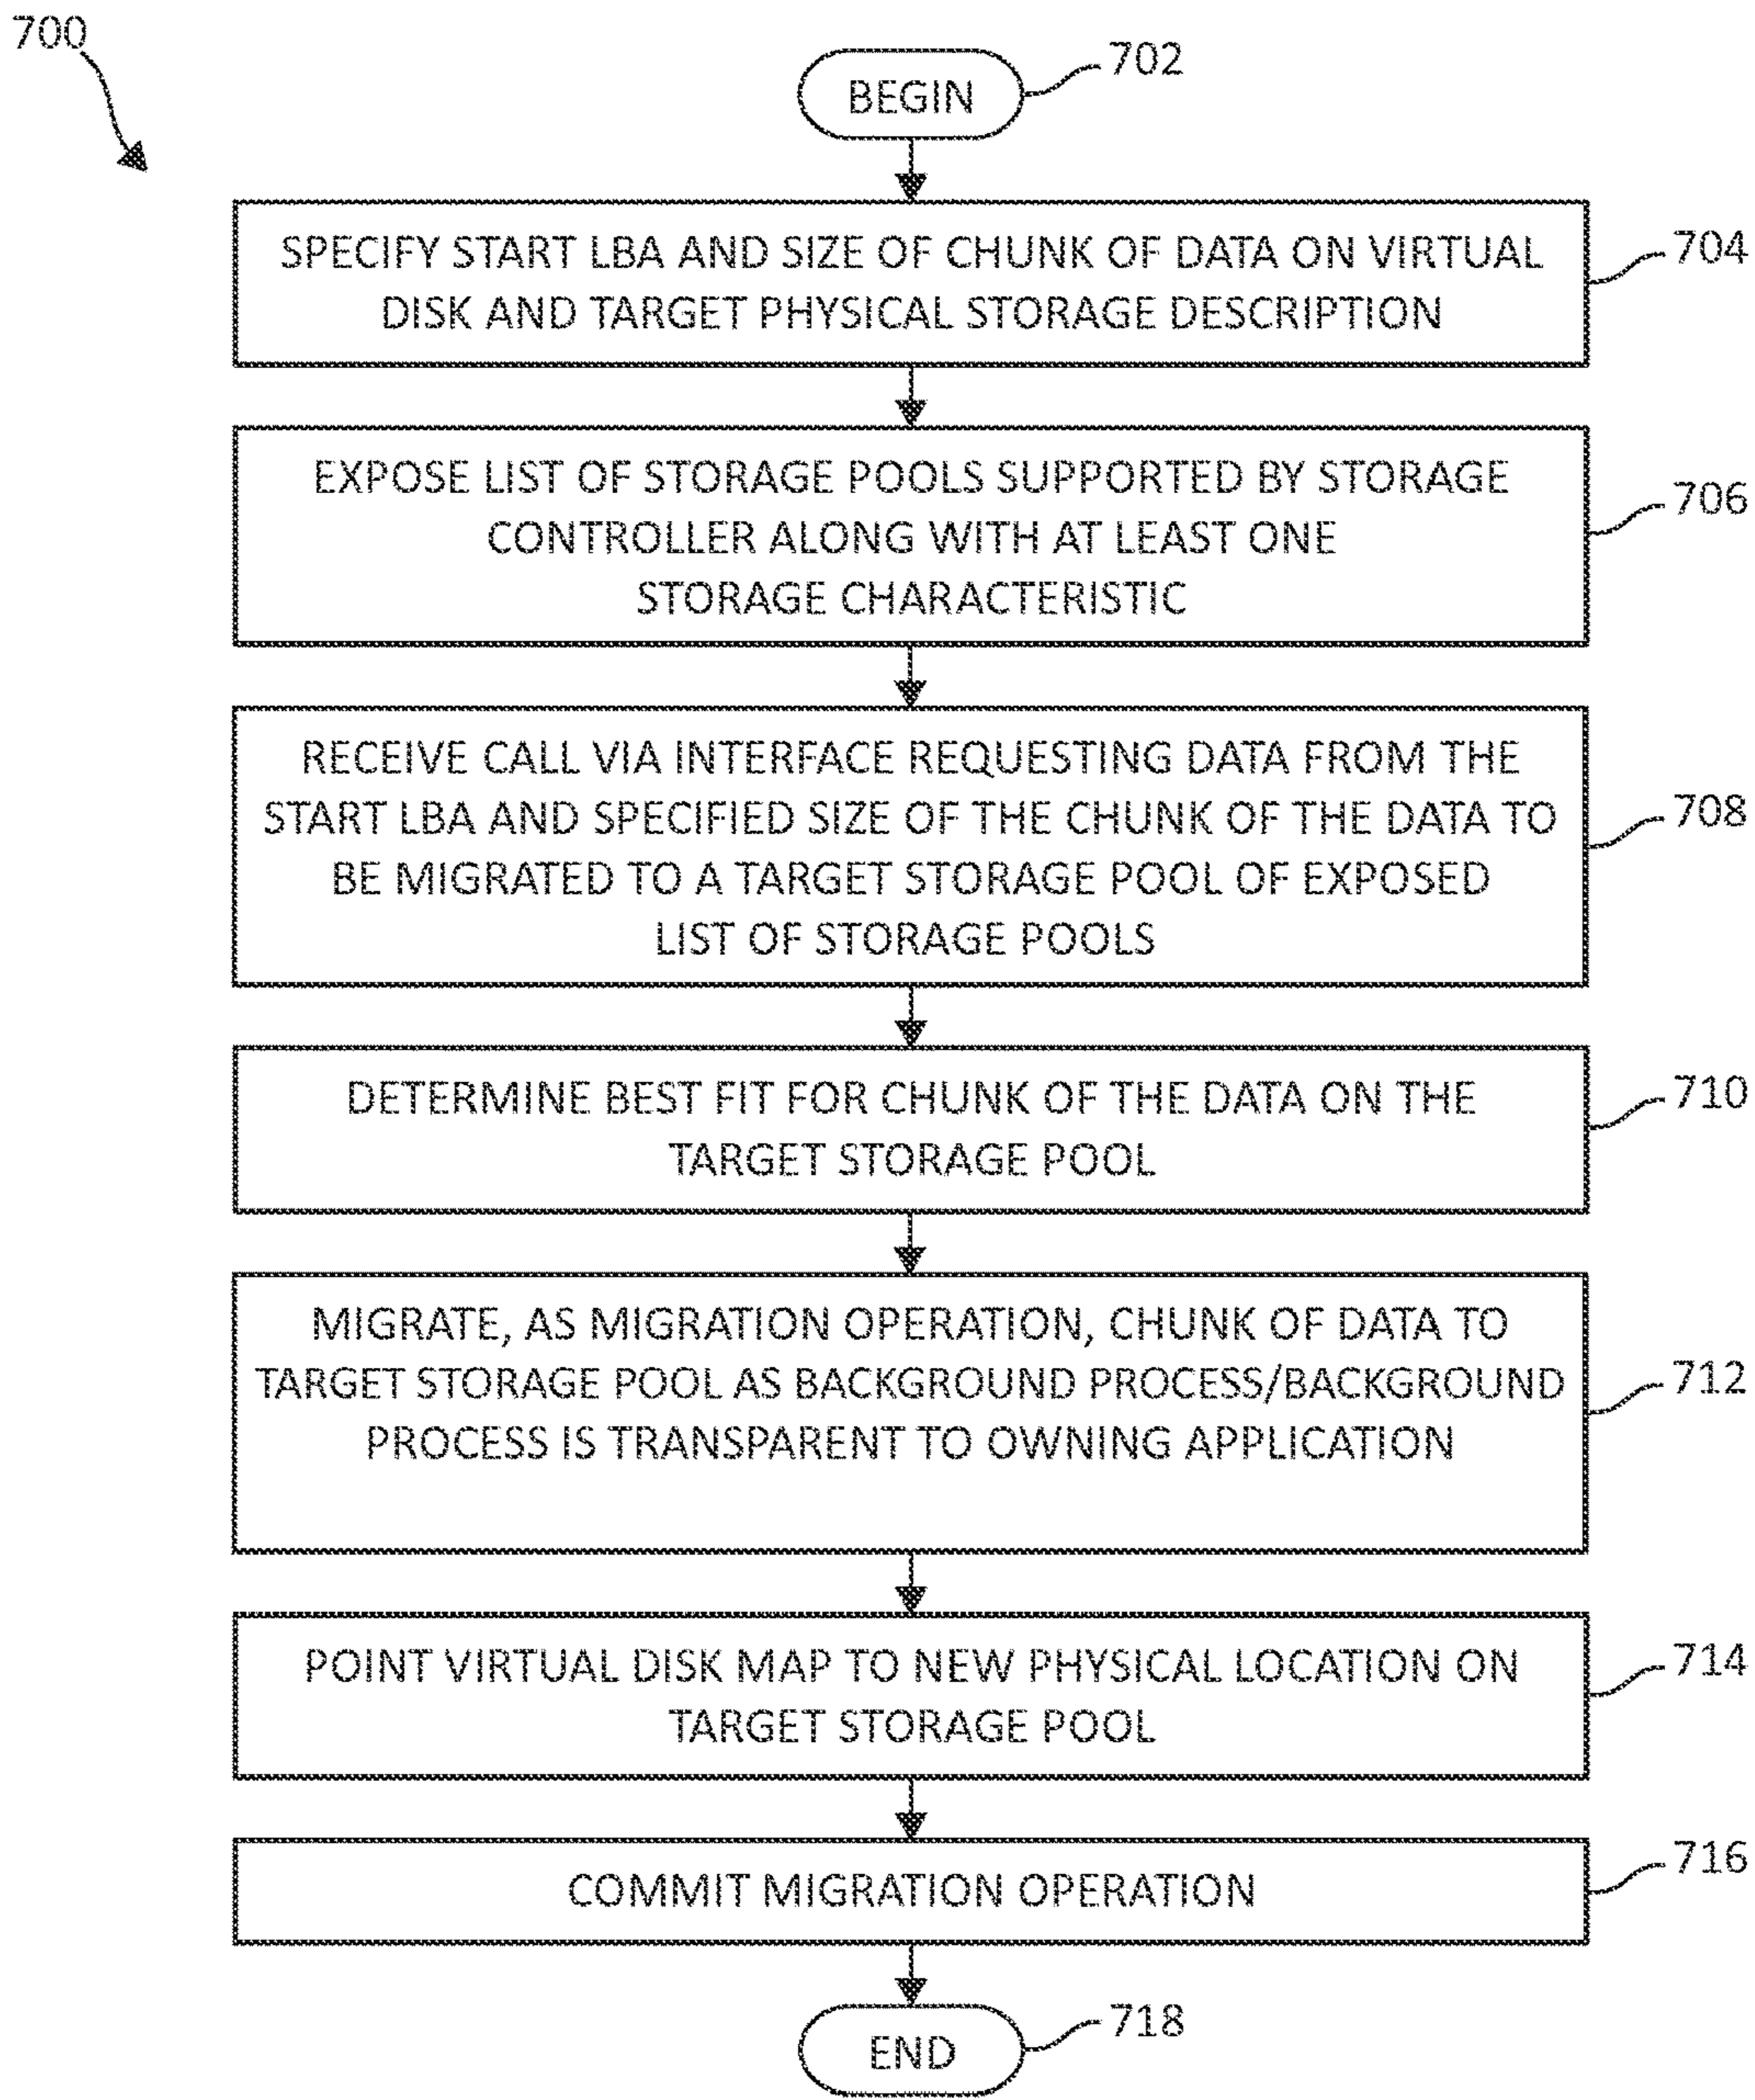 700
BEGIN
702
SPECIFY START LBA AND SIZE OF CHUNK OF DATA ON VIRTUAL
DISK AND TARGET PHYSICAL STORAGE DESCRIPTION
704
EXPOSE LIST OF STORAGE POOLS SUPPORTED BY STORAGE
CONTROLLER ALONG WITH AT LEAST ONE
STORAGE CHARACTERISTIC
706
RECEIVE CALL VIA INTERFACE REQUESTING DATA FROM THE
START LBA AND SPECIFIED SIZE OF THE CHUNK OF THE DATA TO
BE MIGRATED TO A TARGET STORAGE POOL OF EXPOSED
LIST OF STORAGE POOLS
708
DETERMINE BEST FIT FOR CHUNK OF THE DATA ON THE
TARGET STORAGE POOL
710
MIGRATE, AS MIGRATION OPERATION, CHUNK OF DATA TO
TARGET STORAGE POOL AS BACKGROUND PROCESS/BACKGROUND
PROCESS IS TRANSPARENT TO OWNING APPLICATION
712
POINT VIRTUAL DISK MAP TO NEW PHYSICAL LOCATION ON
TARGET STORAGE POOL
714
COMMIT MIGRATION OPERATION
716
END
718